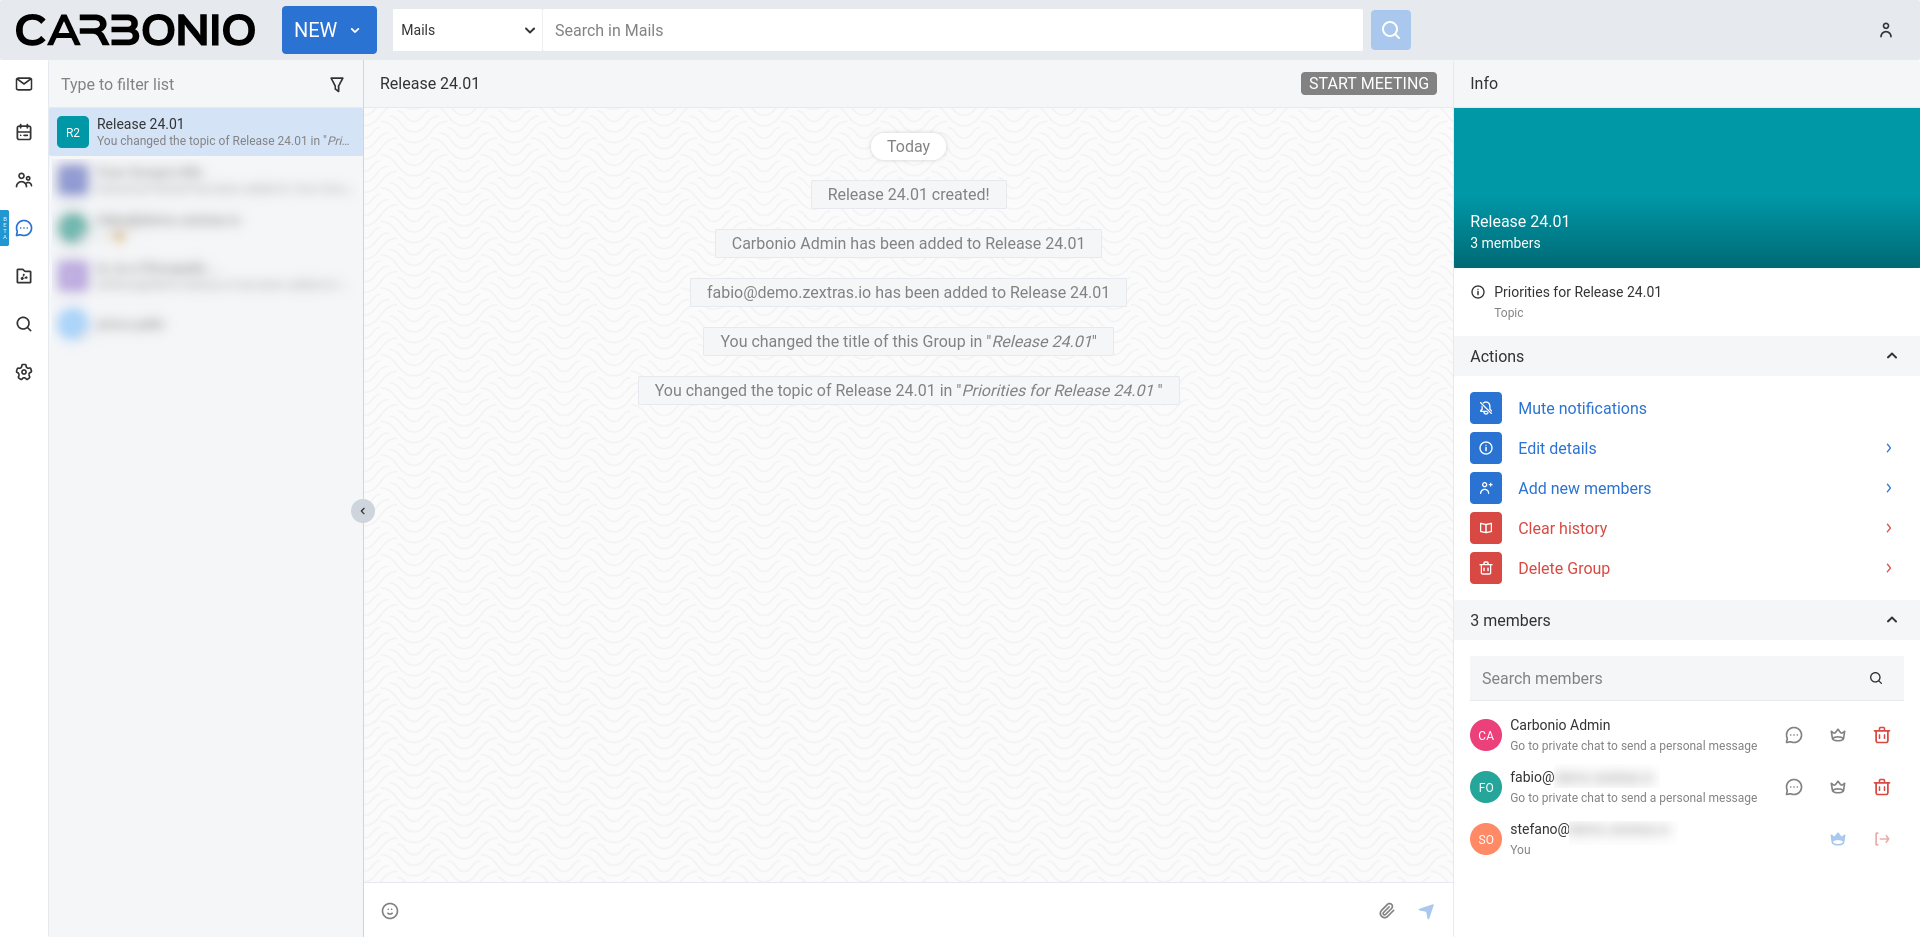 CARBONIO
NEW
Mails
Search in Mails
Type to filter list
R2
Release 24.01
You changed the topic of Release 24.01 in "Pri...
BETA
Release 24.01
START MEETING
Today
Release 24.01 created!
Carbonio Admin has been added to Release 24.01
fabio@demo.zextras.io has been added to Release 24.01
You changed the title of this Group in "Release 24.01"
You changed the topic of Release 24.01 in "Priorities for Release 24.01 "
Info
Release 24.01
3 members
Priorities for Release 24.01
Topic
Actions
Mute notifications
Edit details
Add new members
Clear history
Delete Group
3 members
Search members
CA
Carbonio Admin
Go to private chat to send a personal message
FO
fabio@
Go to private chat to send a personal message
SO
stefano@
You